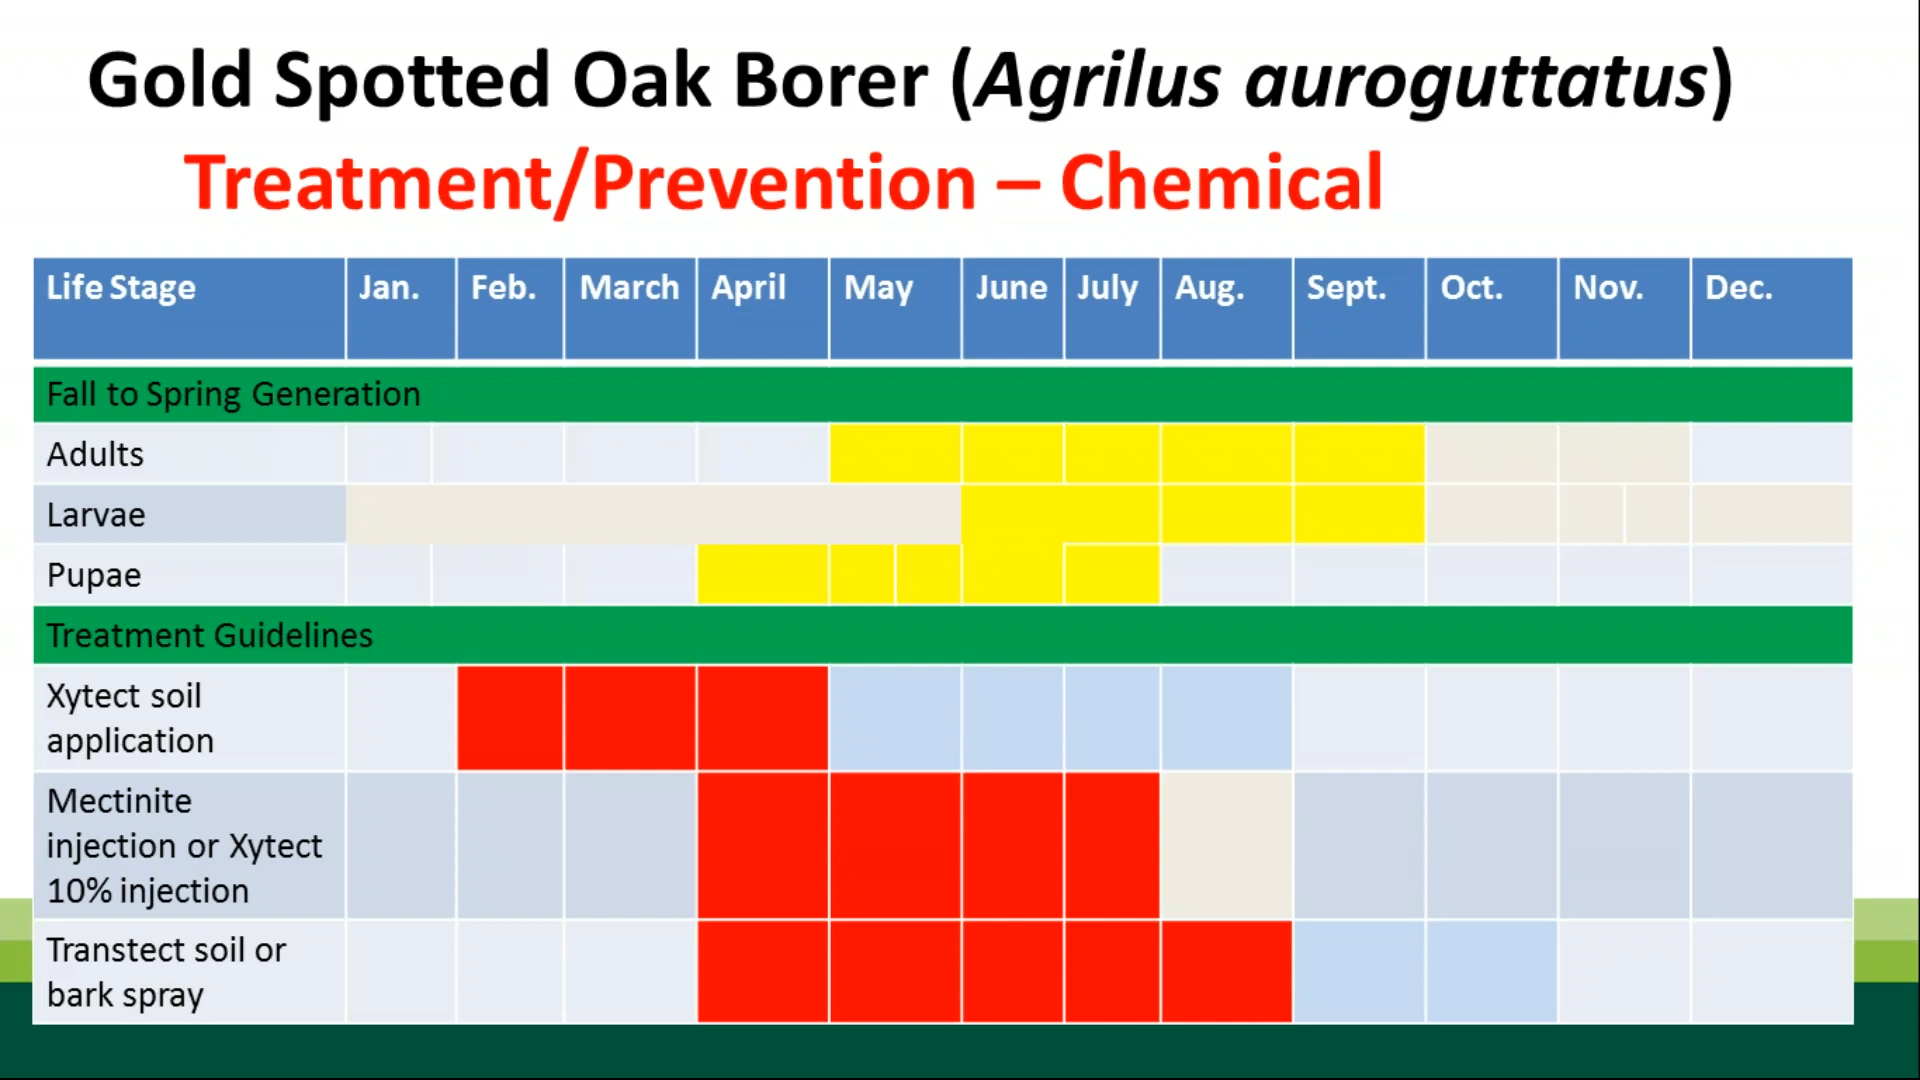 Gold Spotted Oak Borer (Agrilus auroguttatus)
Treatment/Prevention – Chemical
Life Stage Jan. Feb. March April May June July Aug. Sept. Oct. Nov. Dec.
Fall to Spring Generation
Adults
Larvae
Pupae
Treatment Guidelines
Xytect soil
application
Mectinite
injection or Xytect
10% injection
Transtect soil or
bark spray